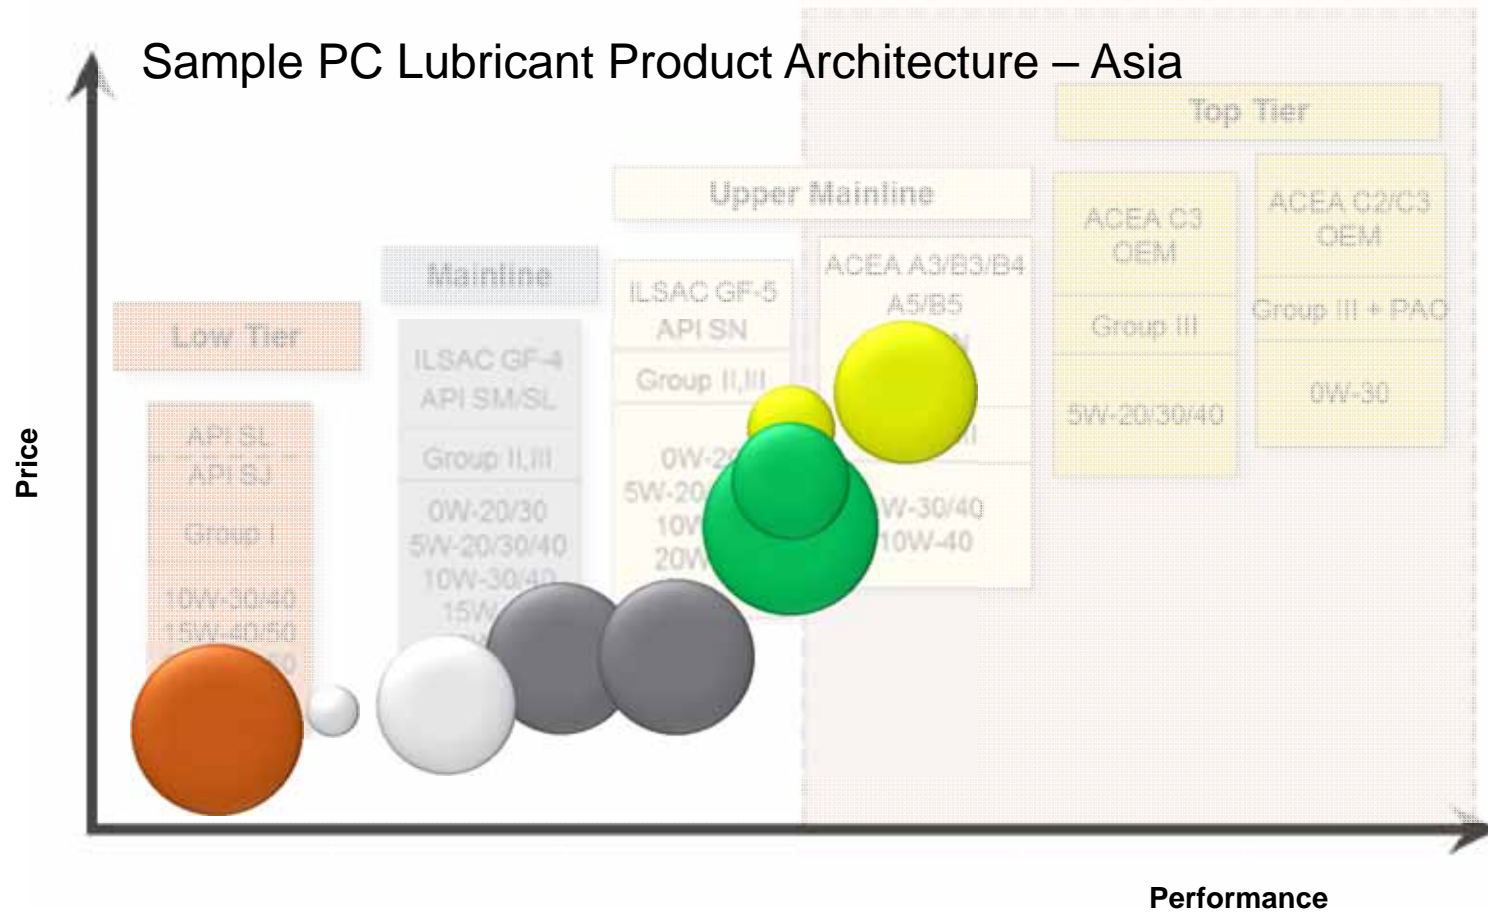 Sample PC Lubricant Product Architecture – Asia
Top Tier
Upper Mainline
Mainline
Low Tier
API SL
API SJ
Group I
10W-30/40
15W-40/50
ILSAC GF-4
API SM/SL
Group II,III
0W-20/30
5W-20/30/40
10W-30/40
ILSAC GF-5
API SN
Group II,III
ACEA A3/B3/B4
A5/B5
W-30/40
10W-40
ACEA C3
OEM
Group III
5W-20/30/40
ACEA C2/C3
OEM
Group III + PAO
0W-30
Price
Performance